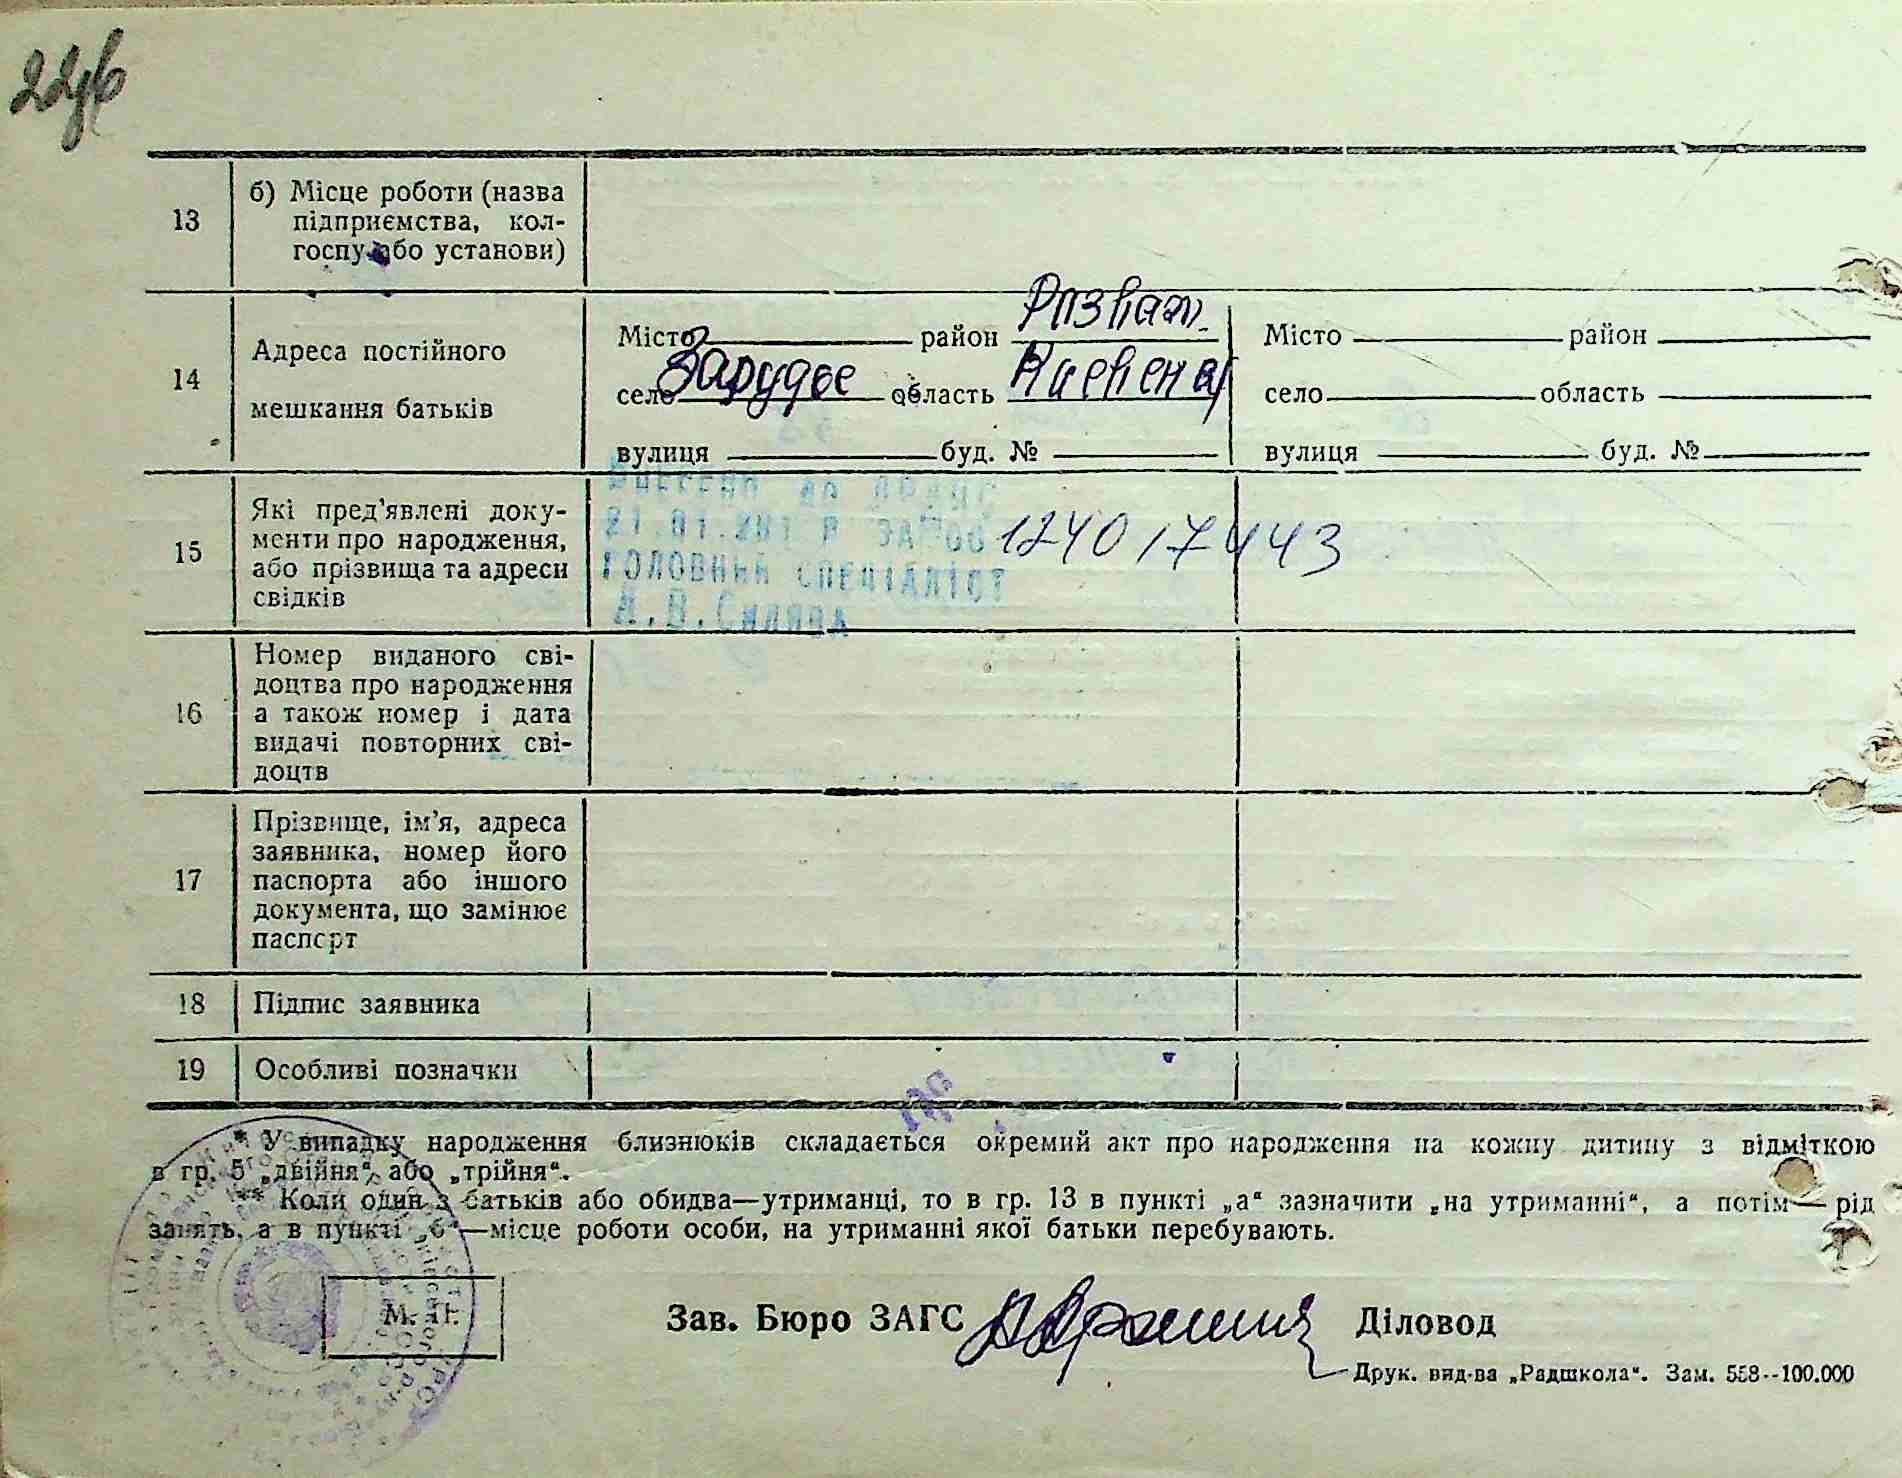 13
б) Місце роботи (назва
підприємства, кол-
госпу або установи)
14
Адреса постійного
мешкання батьків
Місто район Розваж.
село Зарудье область Киевская
вулиця буд. №
Місто район
село область
вулиця буд. №
15
Які пред’явлені доку-
менти про народження,
або прізвища та адреси
свідків
Внесено до
ГОЛОВНИЙ СПЕЦІАЛІСТ
А.В.
124017443
16
Номер виданого сві-
доцтва про народження
а також номер і дата
видачі повторних сві-
доцтв
17
Прізвище, ім’я, адреса
заявника, номер його
паспорта або іншого
документа, що замінює
паспорт
18
Підпис заявника
19
Особливі позначки
* У випадку народження близнюків складається окремий акт про народження на кожну дитину з відміткою
в гр. 5 „двійня“ або „трійня“.
** Коли один з батьків або обидва—утриманці, то в гр. 13 в пункті „а“ зазначити „на утриманні“, а потім—рід
занять, а в пункті „б“—місце роботи особи, на утриманні якої батьки перебувають.
М. П.
Зав. Бюро ЗАГС
Діловод
Друк. вид-ва „Радшкола“. Зам. 558--100.000